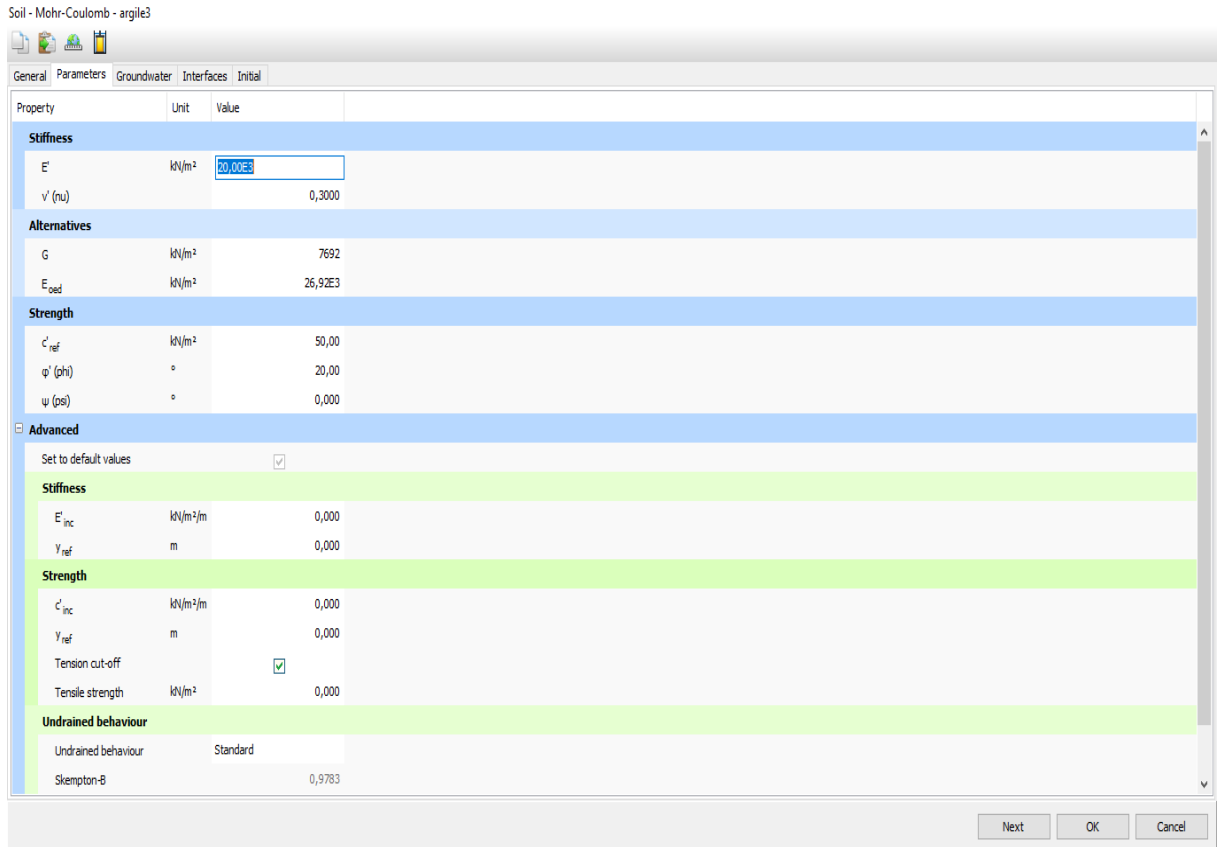 Soil - Mohr-Coulomb - argile3
General Parameters Groundwater Interfaces Initial
Property Unit Value
Stiffness
E' kN/m² 20,00E3
ν' (nu) 0,3000
Alternatives
G kN/m² 7692
E oed kN/m² 26,92E3
Strength
c' ref kN/m² 50,00
φ' (phi) ° 20,00
ψ (psi) ° 0,000
Advanced
Set to default values
Stiffness
E' inc kN/m²/m 0,000
y ref m 0,000
Strength
c' inc kN/m²/m 0,000
y ref m 0,000
Tension cut-off
Tensile strength kN/m² 0,000
Undrained behaviour
Undrained behaviour Standard
Skempton-B 0,9783
Next OK Cancel